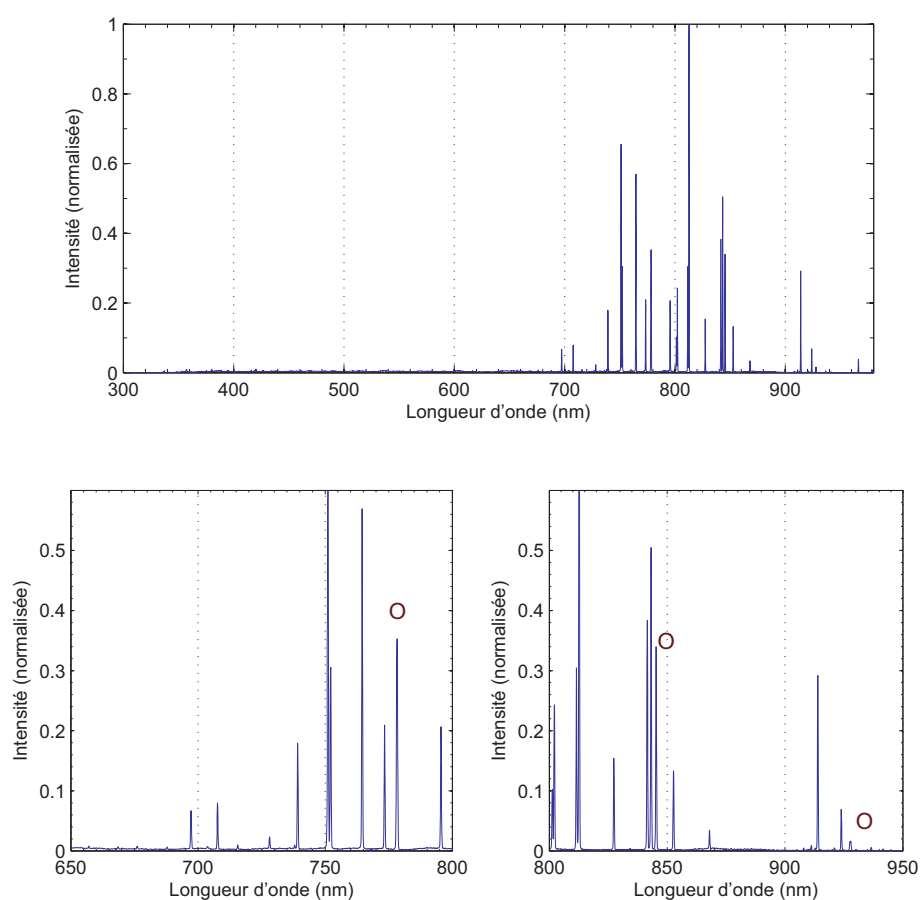 1
0.8
0.6
0.4
0.2
0
Intensité (normalisée)
300 400 500 600 700 800 900
Longueur d'onde (nm)
0.5
0.4
0.3
0.2
0.1
0
Intensité (normalisée)
O
650 700 750 800
Longueur d'onde (nm)
0.5
0.4
0.3
0.2
0.1
0
Intensité (normalisée)
O
O
800 850 900 950
Longueur d'onde (nm)